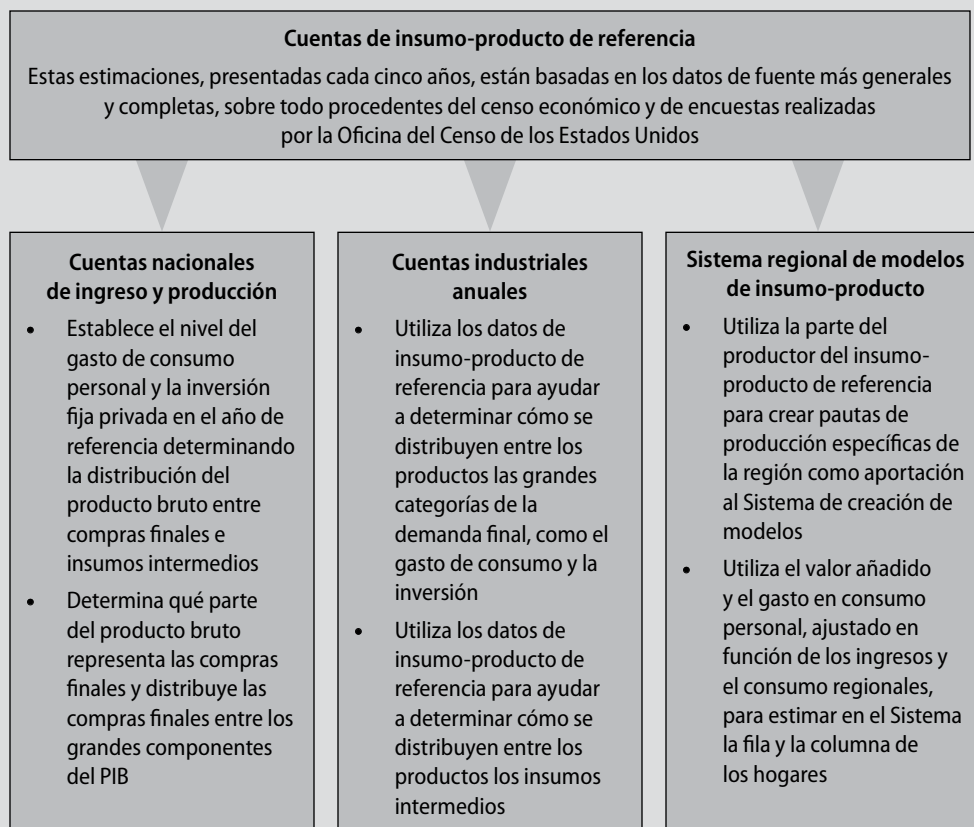 Cuentas de insumo-producto de referencia
Estas estimaciones, presentadas cada cinco años, están basadas en los datos de fuente más generales
y completas, sobre todo procedentes del censo económico y de encuestas realizadas
por la Oficina del Censo de los Estados Unidos
Cuentas nacionales
de ingreso y producción
• Establece el nivel del
gasto de consumo
personal y la inversión
fija privada en el año de
referencia determinando
la distribución del
producto bruto entre
compras finales e
insumos intermedios
• Determina qué parte
del producto bruto
representa las compras
finales y distribuye las
compras finales entre los
grandes componentes
del PIB
Cuentas industriales
anuales
• Utiliza los datos de
insumo-producto de
referencia para ayudar
a determinar cómo se
distribuyen entre los
productos las grandes
categorías de la
demanda final, como el
gasto de consumo y la
inversión
• Utiliza los datos de
insumo-producto de
referencia para ayudar
a determinar cómo se
distribuyen entre los
productos los insumos
intermedios
Sistema regional de modelos
de insumo-producto
• Utiliza la parte del
productor del insumo-
producto de referencia
para crear pautas de
producción específicas de
la región como aportación
al Sistema de creación de
modelos
• Utiliza el valor añadido
y el gasto en consumo
personal, ajustado en
función de los ingresos y
el consumo regionales,
para estimar en el Sistema
la fila y la columna de
los hogares